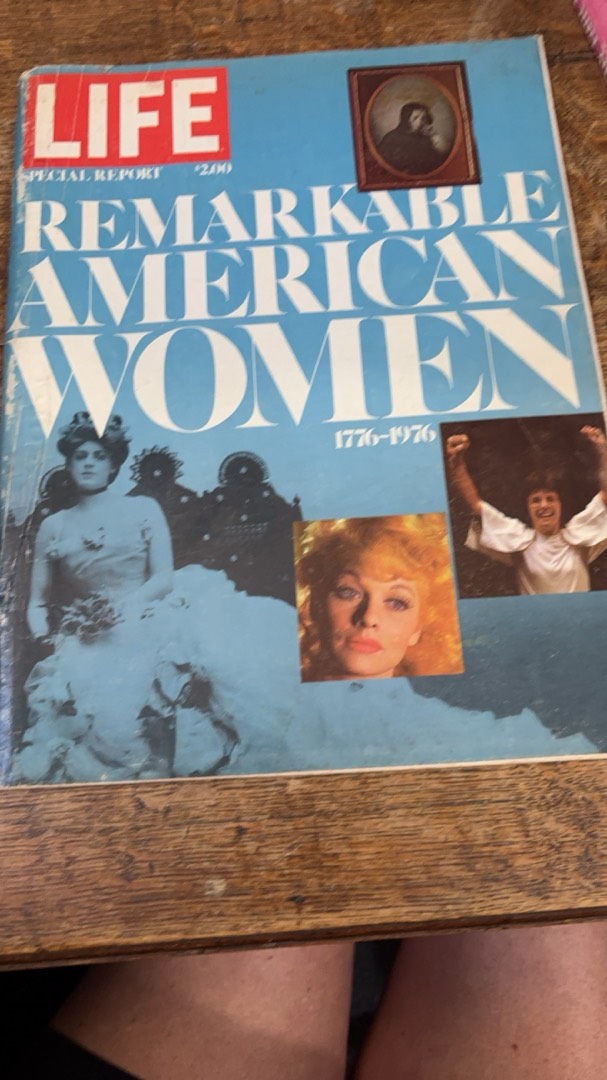 LIFE
SPECIAL REPORT $2.00
REMARKABLE
AMERICAN
WOMEN
1776-1976